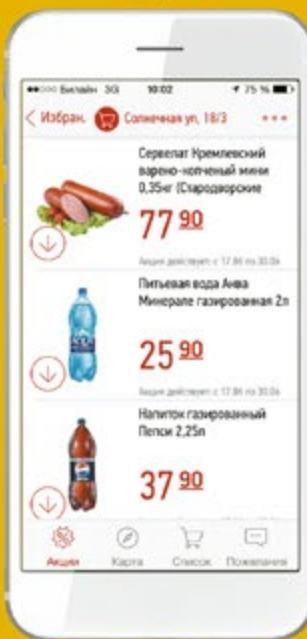 Билайн 3G 10:02 75 %
Избран. Солнечная ул, 18/3
Сервелат Кремлевский
варено-копченый мини
0,35кг (Стародворские
77 90
Акция действует с 17.06 по 30.06
Питьевая вода Аква
Минерале газированная 2л
25 90
Акция действует с 17.06 по 30.06
Напиток газированный
Пепси 2,25л
37 90
Акции Карта Список Пожелания